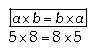 a x b = b x a
5 x 8 = 8 x 5